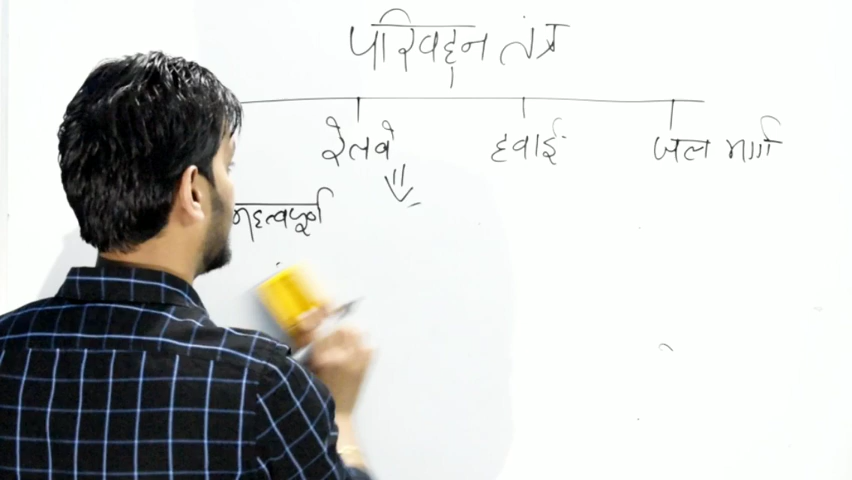 परिवहन तंत्र
रेलवे हवाई जल मार्ग
महत्वपूर्ण